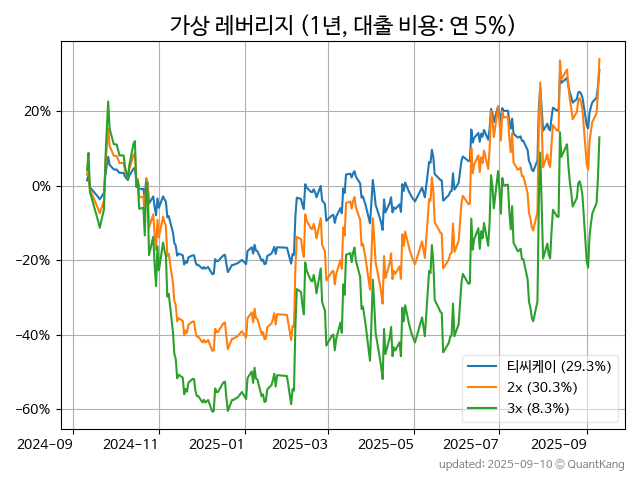 가상 레버리지 (1년, 대출 비용: 연 5%)
20%
0%
−20%
−40%
−60%
티씨케이 (29.3%)
2x (30.3%)
3x (8.3%)
2024-09 2024-11 2025-01 2025-03 2025-05 2025-07 2025-09
updated: 2025-09-10 © QuantKang